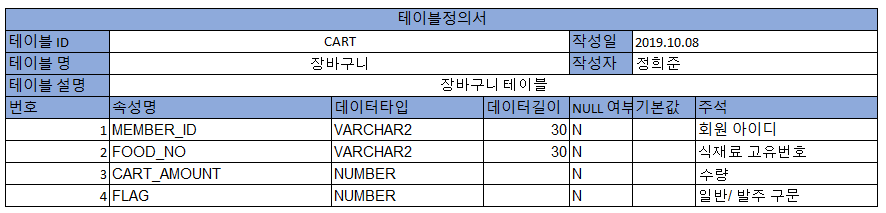 테이블정의서
테이블 ID CART 작성일 2019.10.08
테이블 명 장바구니 작성자 정희준
테이블 설명 장바구니 테이블
번호 속성명 데이터타입 데이터길이 NULL 여부 기본값 주석
1 MEMBER_ID VARCHAR2 30 N 회원 아이디
2 FOOD_NO VARCHAR2 30 N 식재료 고유번호
3 CART_AMOUNT NUMBER N 수량
4 FLAG NUMBER N 일반/ 발주 구문